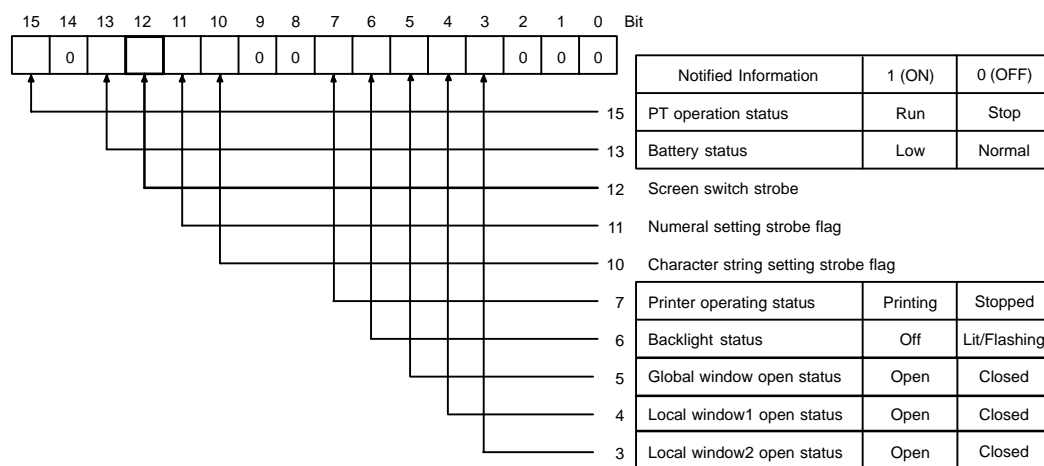 15 14 13 12 11 10 9 8 7 6 5 4 3 2 1 0 Bit
0 0 0 0 0 0
Notified Information 1 (ON) 0 (OFF)
15 PT operation status Run Stop
13 Battery status Low Normal
12 Screen switch strobe
11 Numeral setting strobe flag
10 Character string setting strobe flag
7 Printer operating status Printing Stopped
6 Backlight status Off Lit/Flashing
5 Global window open status Open Closed
4 Local window1 open status Open Closed
3 Local window2 open status Open Closed